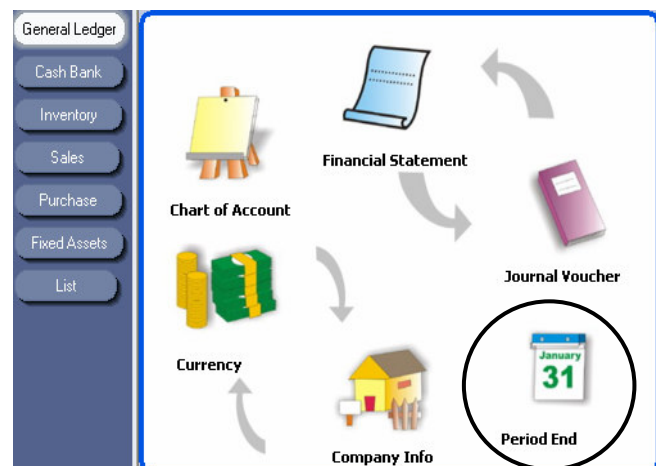 General Ledger
Cash Bank
Inventory
Sales
Purchase
Fixed Assets
List
Financial Statement
Chart of Account
Journal Voucher
Currency
January
31
Period End
Company Info